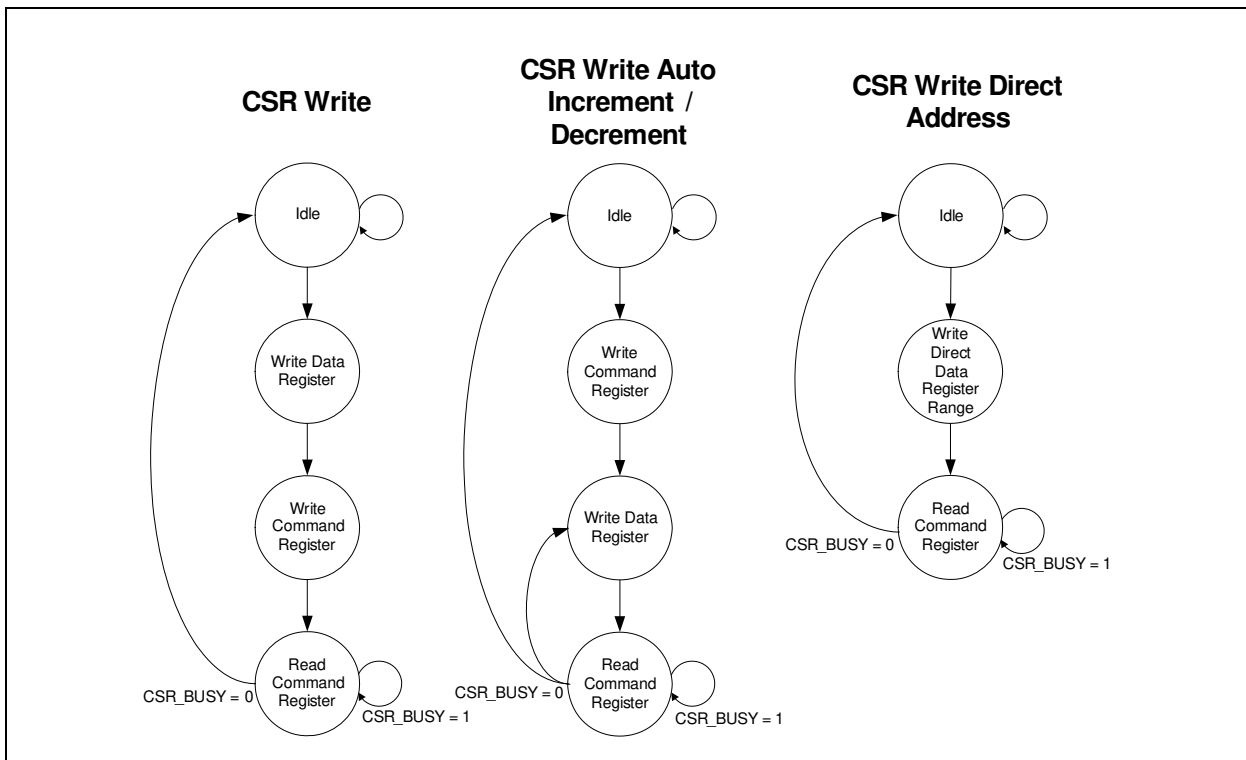 CSR Write
Idle
Write Data
Register
Write
Command
Register
Read
Command
Register
CSR_BUSY = 0
CSR_BUSY = 1
CSR Write Auto
Increment /
Decrement
Idle
Write
Command
Register
Write Data
Register
Read
Command
Register
CSR_BUSY = 0
CSR_BUSY = 1
CSR Write Direct
Address
Idle
Write
Direct
Data
Register
Range
Read
Command
Register
CSR_BUSY = 0
CSR_BUSY = 1